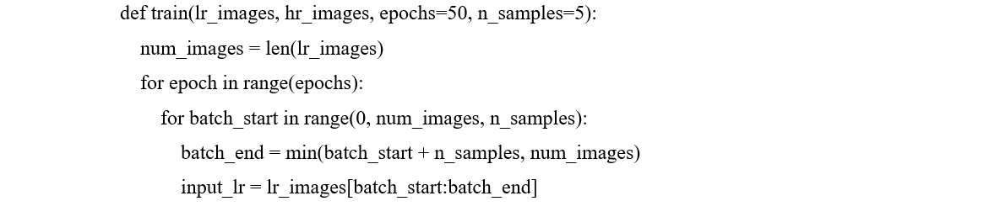 def train(lr_images, hr_images, epochs=50, n_samples=5):
num_images = len(lr_images)
for epoch in range(epochs):
for batch_start in range(0, num_images, n_samples):
batch_end = min(batch_start + n_samples, num_images)
input_lr = lr_images[batch_start:batch_end]